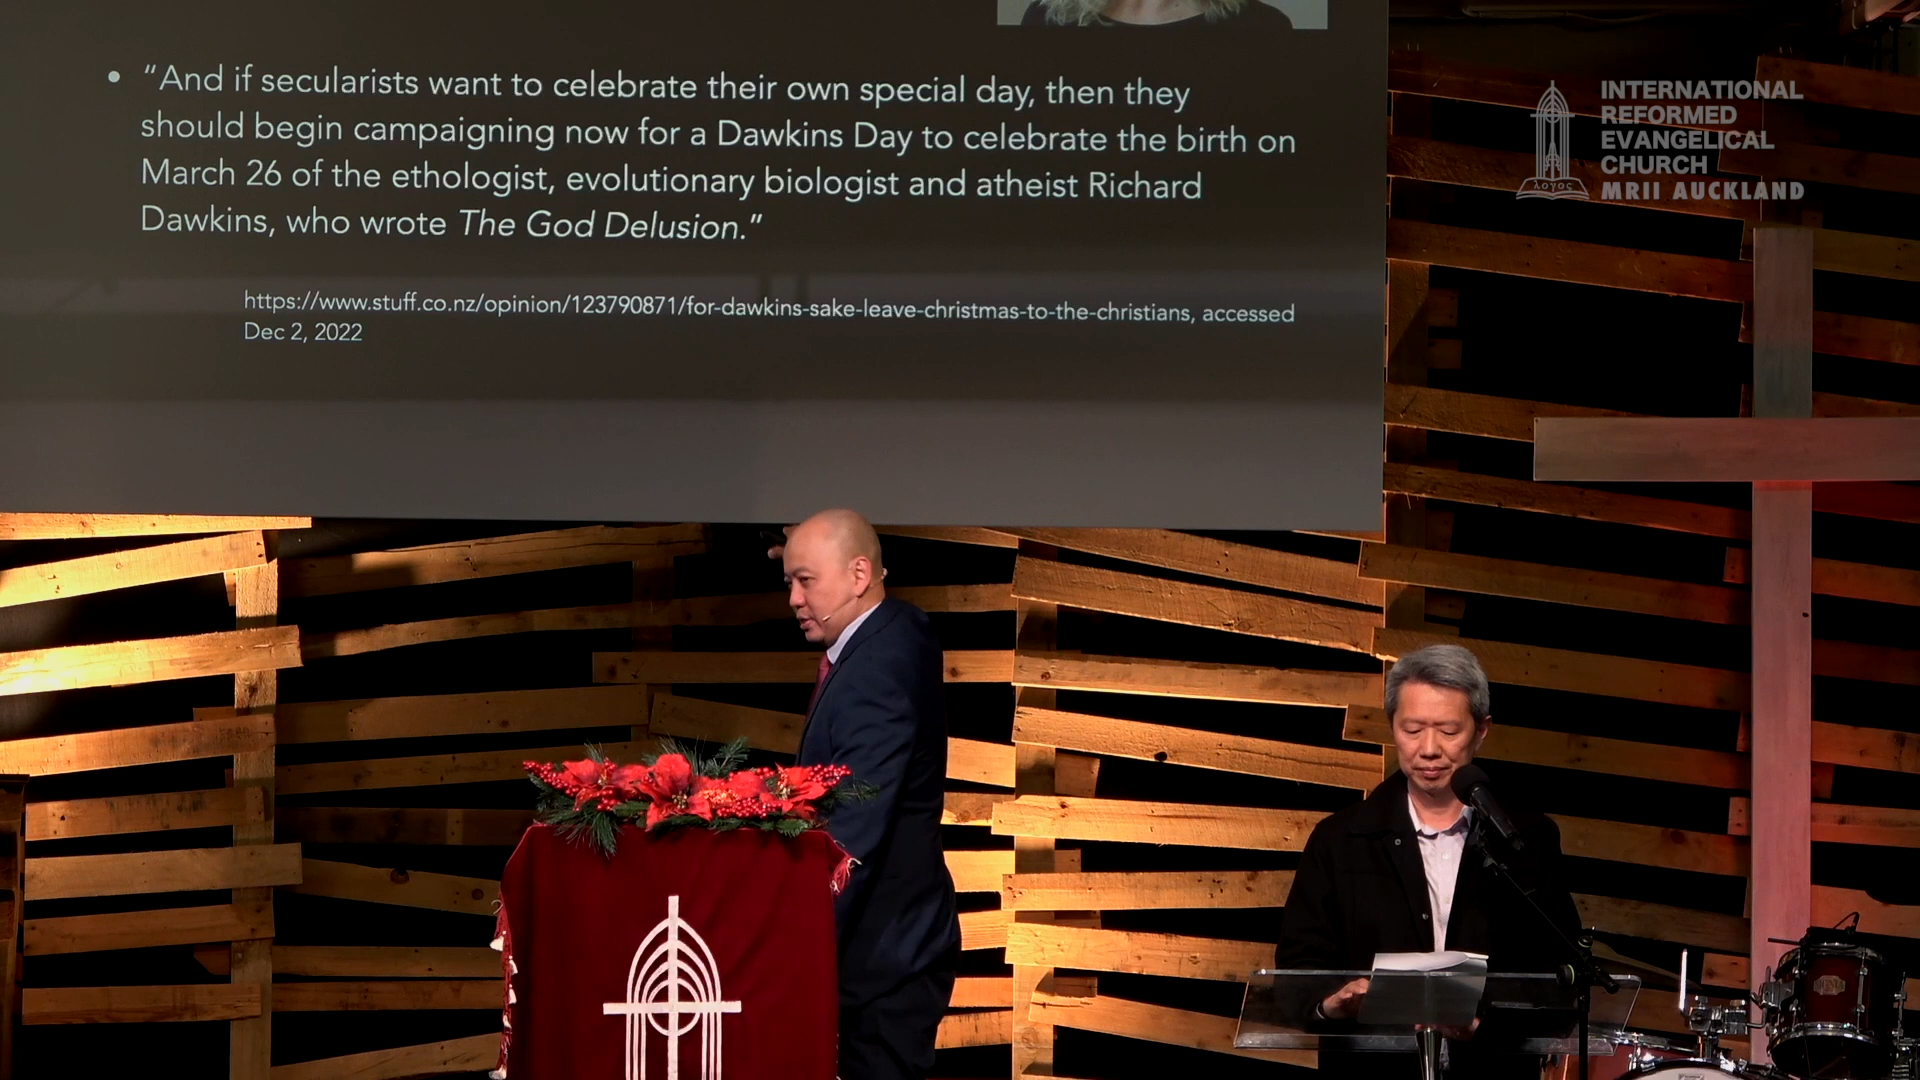 • “And if secularists want to celebrate their own special day, then they
should begin campaigning now for a Dawkins Day to celebrate the birth on
March 26 of the ethologist, evolutionary biologist and atheist Richard
Dawkins, who wrote The God Delusion.”
https://www.stuff.co.nz/opinion/123790871/for-dawkins-sake-leave-christmas-to-the-christians, accessed
Dec 2, 2022
INTERNATIONAL
REFORMED
EVANGELICAL
CHURCH
MRII AUCKLAND
λογος